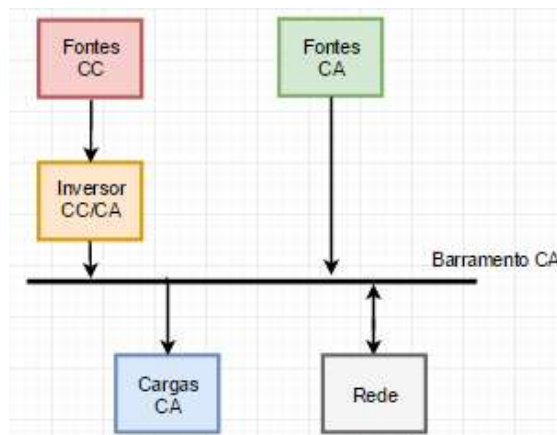 Fontes
CC
Fontes
CA
Inversor
CC/CA
Barramento CA
Cargas
CA
Rede